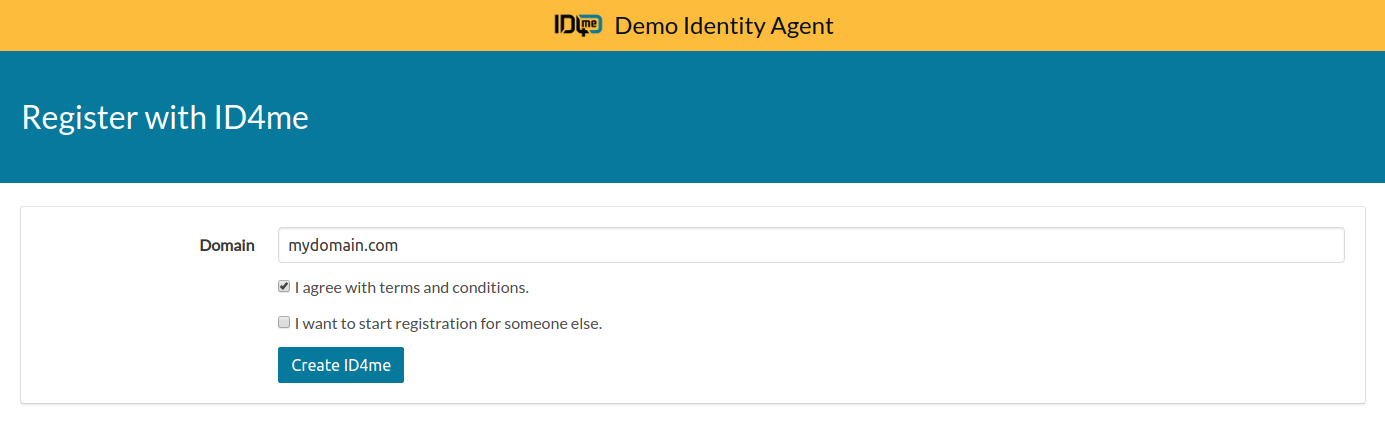 ID4me Demo Identity Agent
Register with ID4me
Domain mydomain.com
I agree with terms and conditions.
I want to start registration for someone else.
Create ID4me